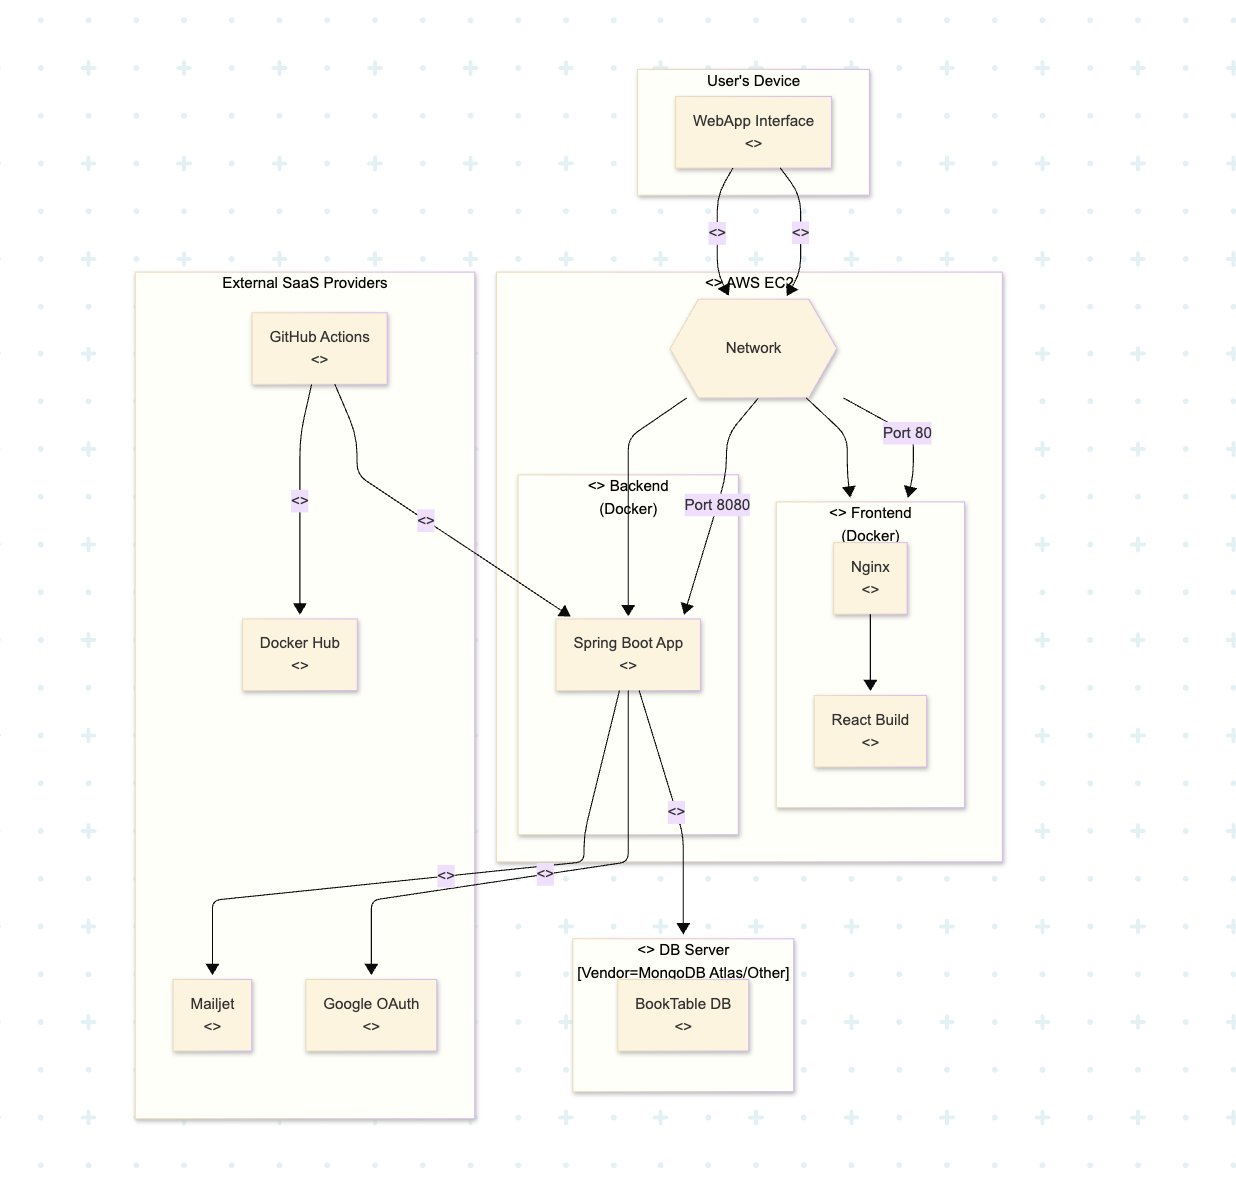 User's Device
WebApp Interface
<>
<>
<>
External SaaS Providers
<> AWS EC2
GitHub Actions
<>
Network
Port 80
<>
<>
<> Backend
(Docker)
Port 8080
<> Frontend
(Docker)
Nginx
<>
Docker Hub
<>
Spring Boot App
<>
React Build
<>
<>
<>
<>
<> DB Server
[Vendor=MongoDB Atlas/Other]
Mailjet
<>
Google OAuth
<>
BookTable DB
<>